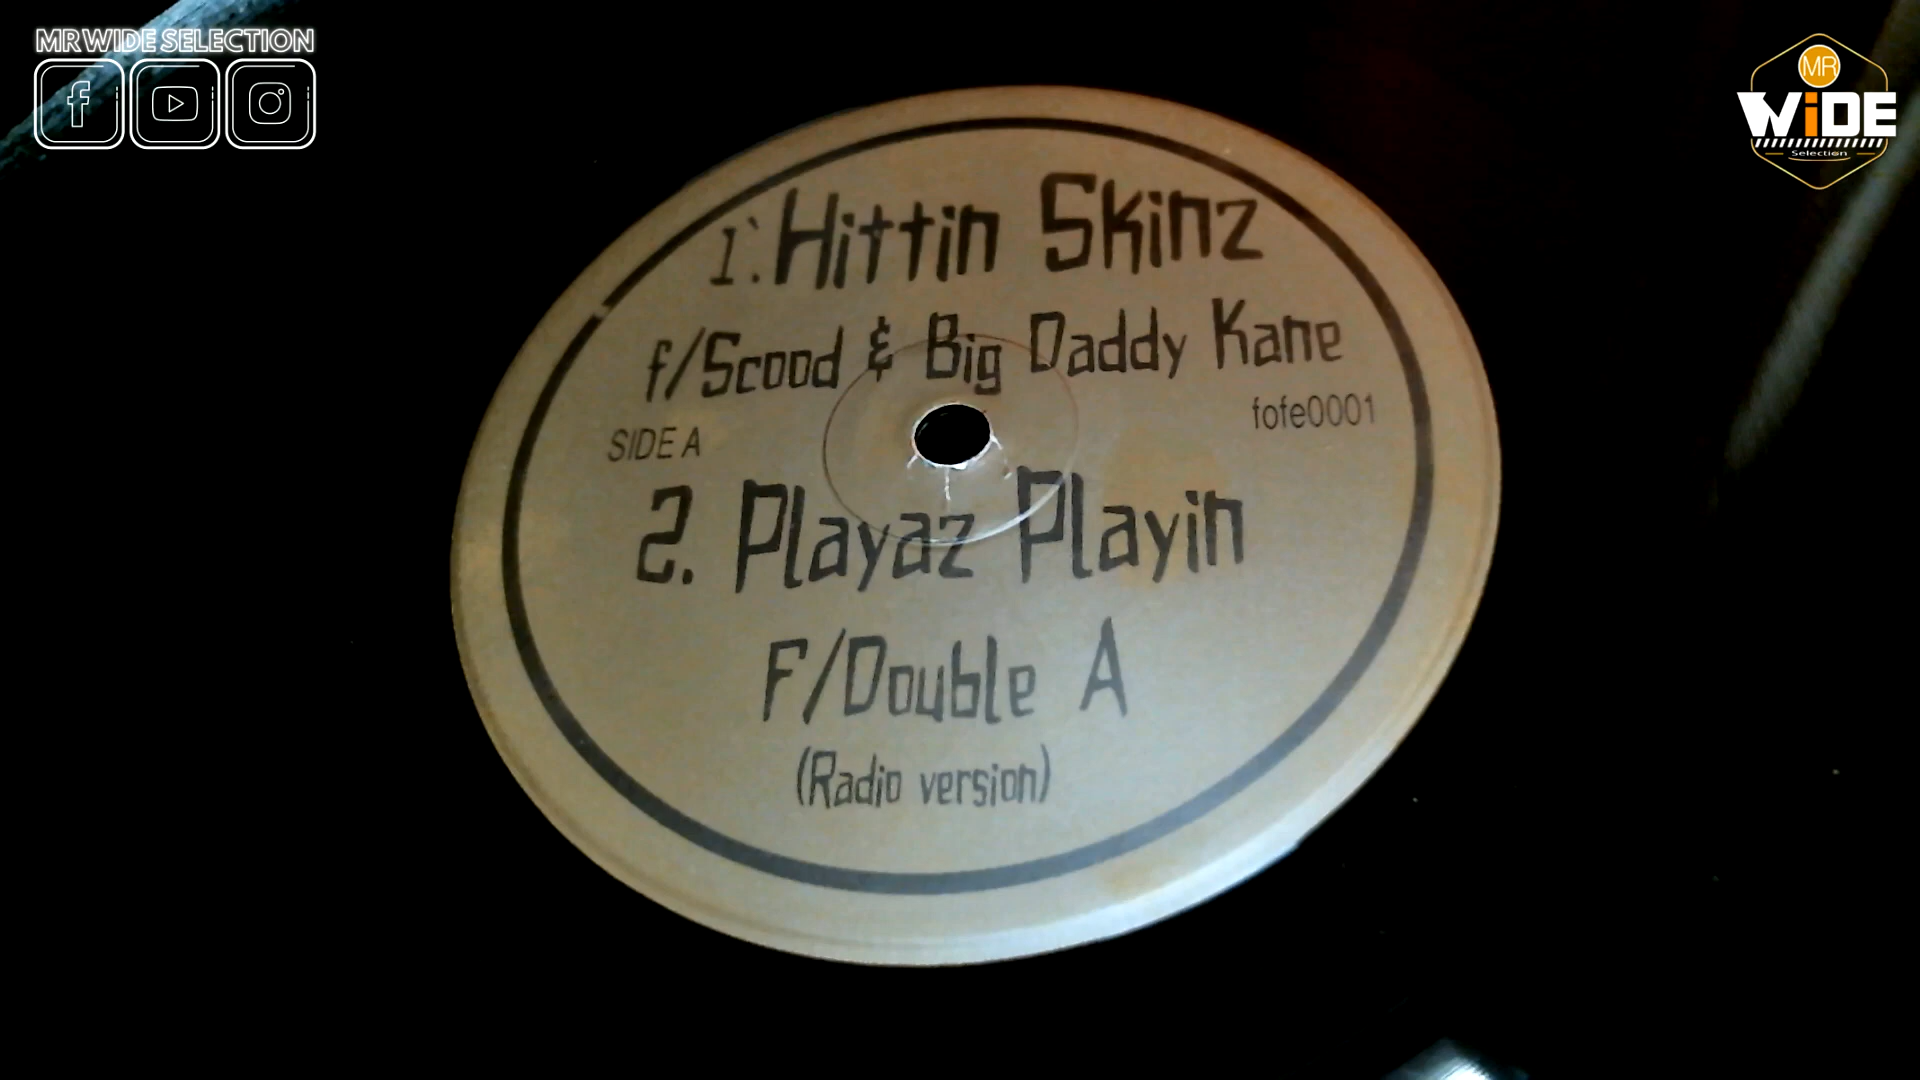 MR WIDE SELECTION
MR
WiDE
Selection
1. Hittin Skinz
f/Scood & Big Daddy Kane
SIDE A
fofe0001
2. Playaz Playin
F/Double A
(Radio version)